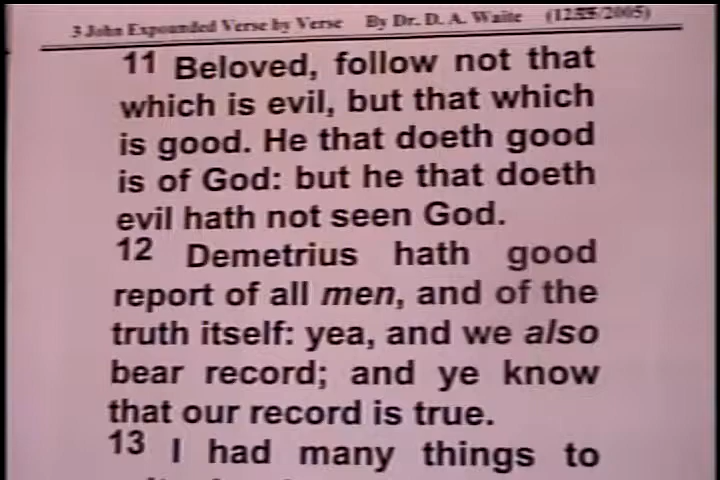 3 John Expounded Verse by Verse By Dr. D. A. Waite
11 Beloved, follow not that
which is evil, but that which
is good. He that doeth good
is of God: but he that doeth
evil hath not seen God.
12 Demetrius hath good
report of all men, and of the
truth itself: yea, and we also
bear record; and ye know
that our record is true.
13 I had many things to